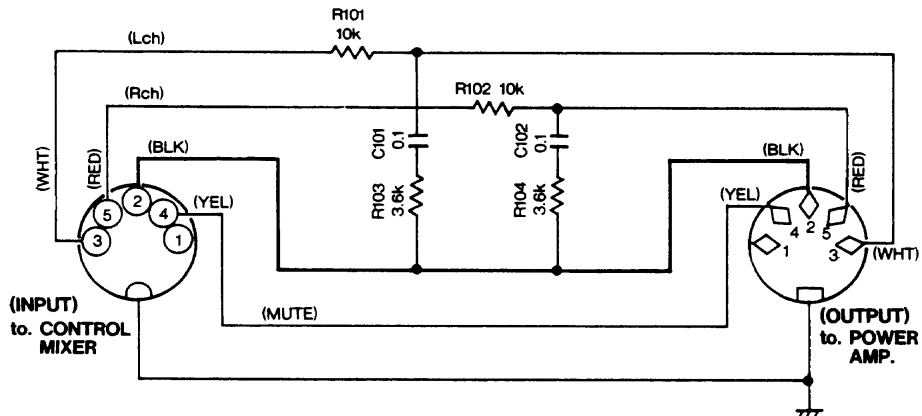 R101
10k
(Lch)
R102 10k
(Rch)
C101
0.1
C102
0.1
(BLK)
(BLK)
(WHT)
(RED)
(RED)
R103
3.6k
R104
3.6k
(YEL)
(YEL)
2
5
4
3
1
2
4
5
1
3
(WHT)
(INPUT)
to. CONTROL
MIXER
(MUTE)
(OUTPUT)
to. POWER
AMP.